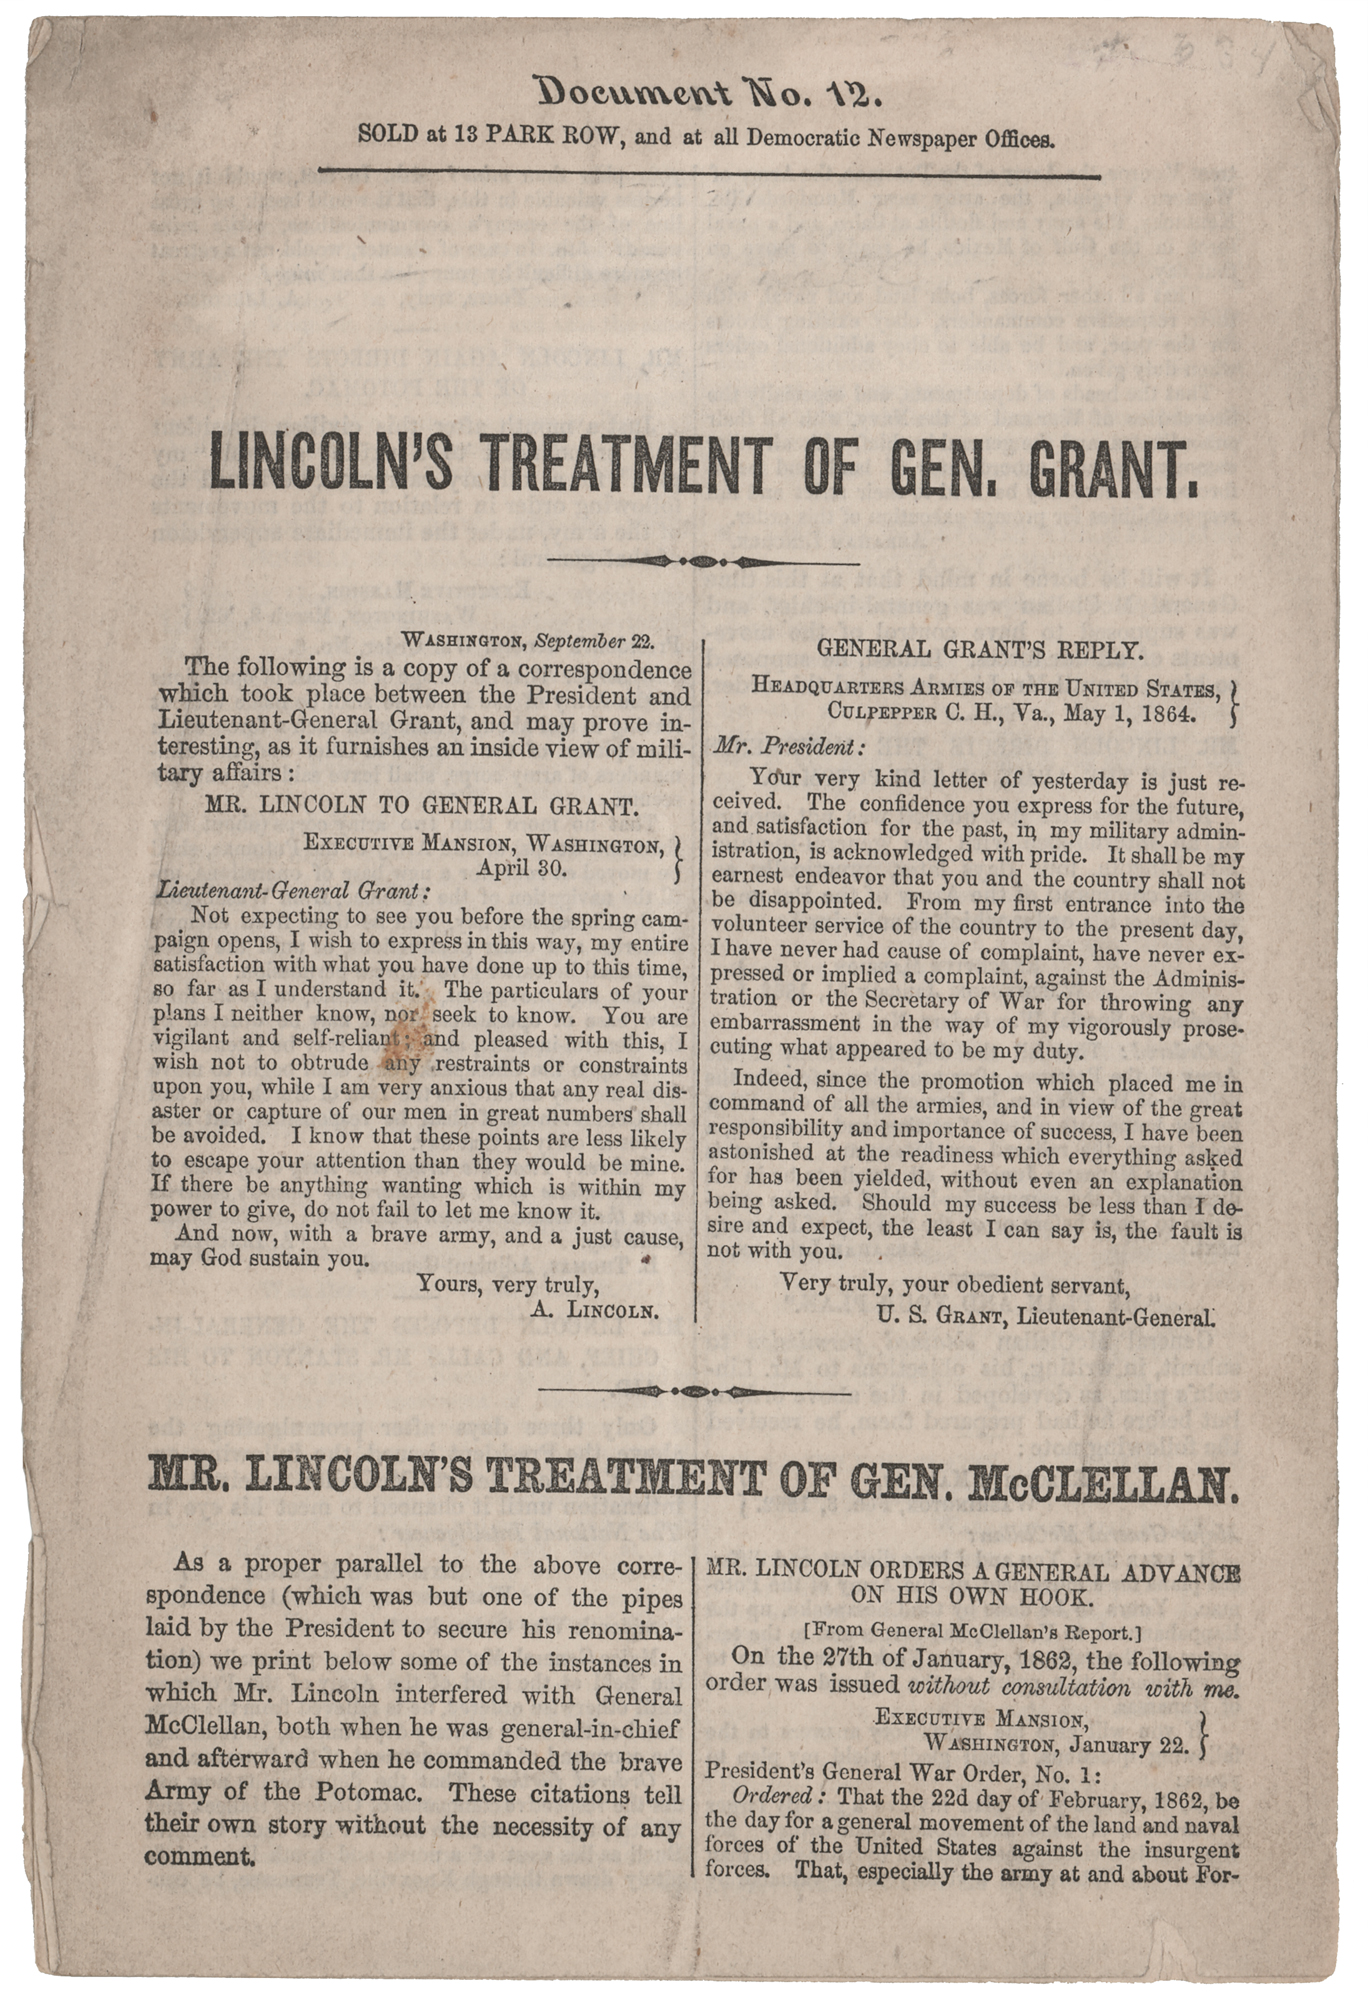 Document No. 12.
SOLD at 13 PARK ROW, and at all Democratic Newspaper Offices.
LINCOLN'S TREATMENT OF GEN. GRANT.
WASHINGTON, September 22.
The following is a copy of a correspondence
which took place between the President and
Lieutenant-General Grant, and may prove in-
teresting, as it furnishes an inside view of mili-
tary affairs:
MR. LINCOLN TO GENERAL GRANT.
EXECUTIVE MANSION, WASHINGTON,
April 30.
Lieutenant-General Grant:
Not expecting to see you before the spring cam-
paign opens, I wish to express in this way, my entire
satisfaction with what you have done up to this time,
so far as I understand it. The particulars of your
plans I neither know, nor seek to know. You are
vigilant and self-reliant; and pleased with this, I
wish not to obtrude any restraints or constraints
upon you, while I am very anxious that any real dis-
aster or capture of our men in great numbers shall
be avoided. I know that these points are less likely
to escape your attention than they would be mine.
If there be anything wanting which is within my
power to give, do not fail to let me know it.
And now, with a brave army, and a just cause,
may God sustain you.
Yours, very truly,
A. LINCOLN.
GENERAL GRANT'S REPLY.
HEADQUARTERS ARMIES OF THE UNITED STATES,
CULPEPPER C. H., Va., May 1, 1864.
Mr. President:
Your very kind letter of yesterday is just re-
ceived. The confidence you express for the future,
and satisfaction for the past, in my military admin-
istration, is acknowledged with pride. It shall be my
earnest endeavor that you and the country shall not
be disappointed. From my first entrance into the
volunteer service of the country to the present day,
I have never had cause of complaint, have never ex-
pressed or implied a complaint, against the Adminis-
tration or the Secretary of War for throwing any
embarrassment in the way of my vigorously prose-
cuting what appeared to be my duty.
Indeed, since the promotion which placed me in
command of all the armies, and in view of the great
responsibility and importance of success, I have been
astonished at the readiness which everything asked
for has been yielded, without even an explanation
being asked. Should my success be less than I de-
sire and expect, the least I can say is, the fault is
not with you.
Very truly, your obedient servant,
U. S. GRANT, Lieutenant-General.
MR. LINCOLN'S TREATMENT OF GEN. McCLELLAN.
As a proper parallel to the above corre-
spondence (which was but one of the pipes
laid by the President to secure his renomina-
tion) we print below some of the instances in
which Mr. Lincoln interfered with General
McClellan, both when he was general-in-chief
and afterward when he commanded the brave
Army of the Potomac. These citations tell
their own story without the necessity of any
comment.
MR. LINCOLN ORDERS A GENERAL ADVANCE
ON HIS OWN HOOK.
[From General McClellan's Report.]
On the 27th of January, 1862, the following
order was issued without consultation with me.
EXECUTIVE MANSION,
WASHINGTON, January 22.
President's General War Order, No. 1:
Ordered: That the 22d day of February, 1862, be
the day for a general movement of the land and naval
forces of the United States against the insurgent
forces. That, especially the army at and about For-